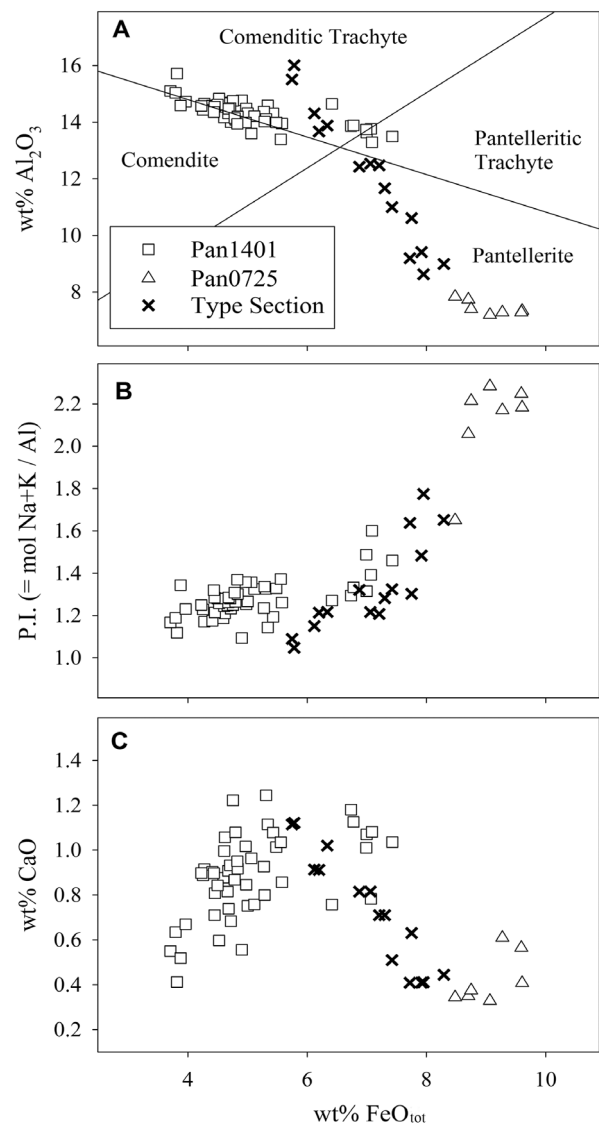 A
Comenditic Trachyte
16
14
12
10
8
wt% Al₂O₃
Comendite
Pantelleritic
Trachyte
Pantellerite
Pan1401
Pan0725
Type Section
B
2.2
2.0
1.8
1.6
1.4
1.2
1.0
P.I. (= mol Na+K / Al)
C
1.4
1.2
1.0
0.8
0.6
0.4
0.2
wt% CaO
4 6 8 10
wt% FeOtot